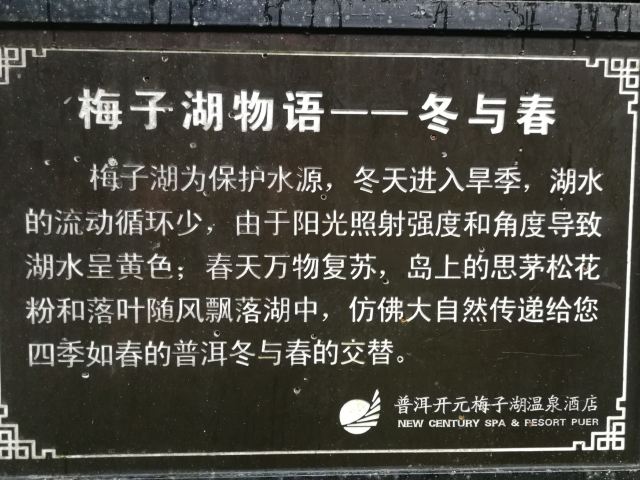 梅子湖物语——冬与春
梅子湖为保护水源，冬天进入旱季，湖水
的流动循环少，由于阳光照射强度和角度导致
湖水呈黄色；春天万物复苏，岛上的思茅松花
粉和落叶随风飘落湖中，仿佛大自然传递给您
四季如春的普洱冬与春的交替。
普洱开元梅子湖温泉酒店
NEW CENTURY SPA & RESORT PUER